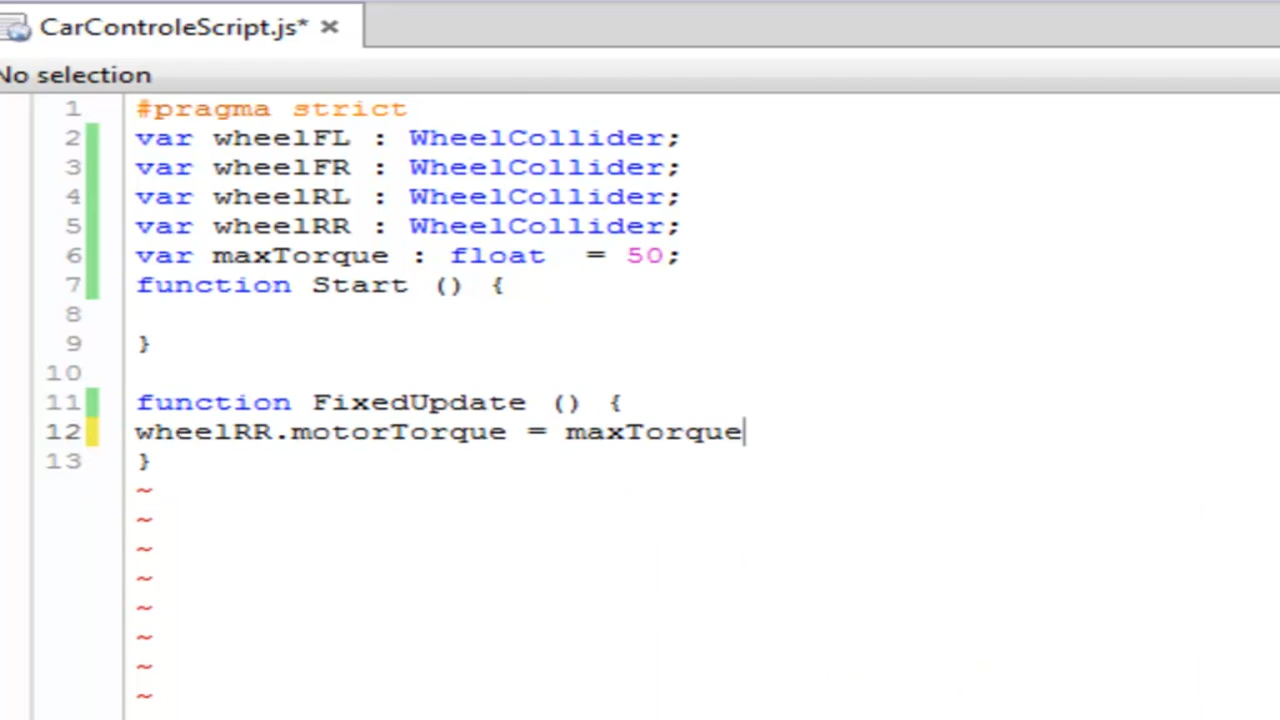 CarControleScript.js* ×
No selection
1 #pragma strict
2 var wheelFL : WheelCollider;
3 var wheelFR : WheelCollider;
4 var wheelRL : WheelCollider;
5 var wheelRR : WheelCollider;
6 var maxTorque : float  = 50;
7 function Start () {
8
9 }
10
11 function FixedUpdate () {
12 wheelRR.motorTorque = maxTorque
13 }
~
~
~
~
~
~
~
~